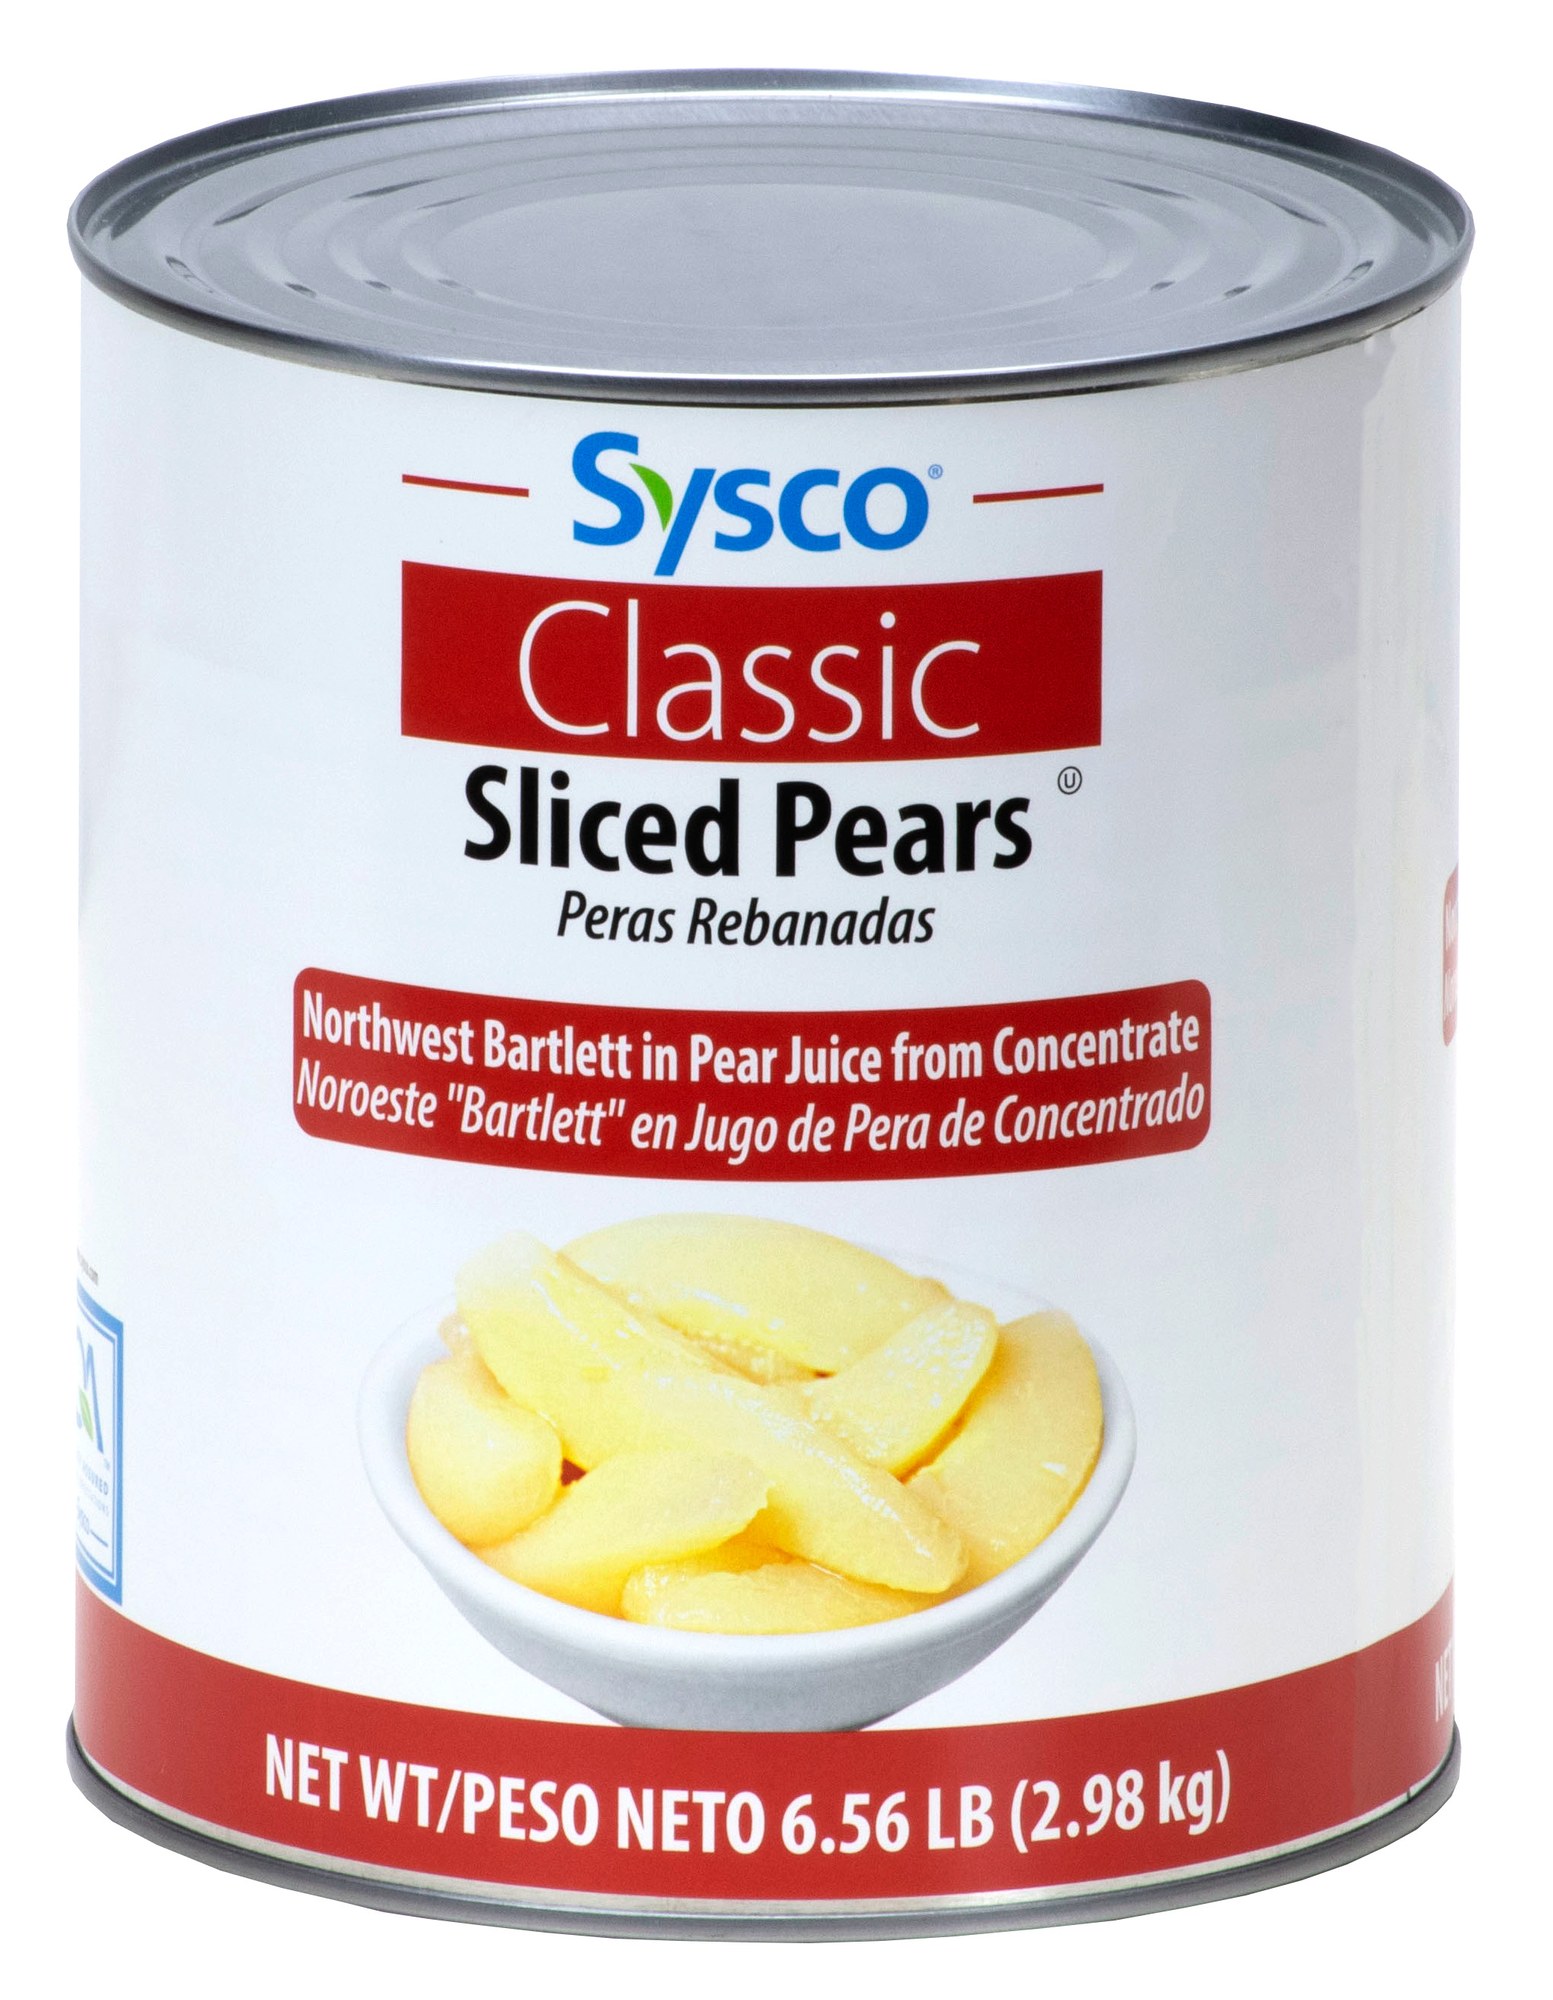 Sysco®
Classic
Sliced Pears Ⓤ
Peras Rebanadas
Northwest Bartlett in Pear Juice from Concentrate
Noroeste "Bartlett" en Jugo de Pera de Concentrado
NET WT/PESO NETO 6.56 LB (2.98 kg)